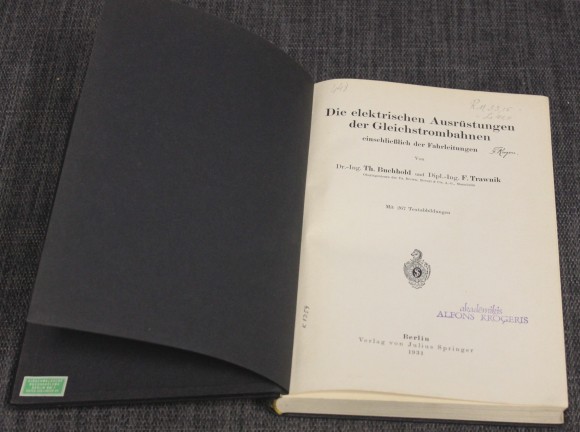 Die elektrischen Ausrüstungen
der Gleichstrombahnen
einschließlich der Fahrleitungen
Von
Dr.-Ing. Th. Buchhold und Dipl.-Ing. F. Trawnik
Mit 267 Textabbildungen
akadēmiķis
ALFONS KROĢERIS
Berlin
Verlag von Julius Springer
1931